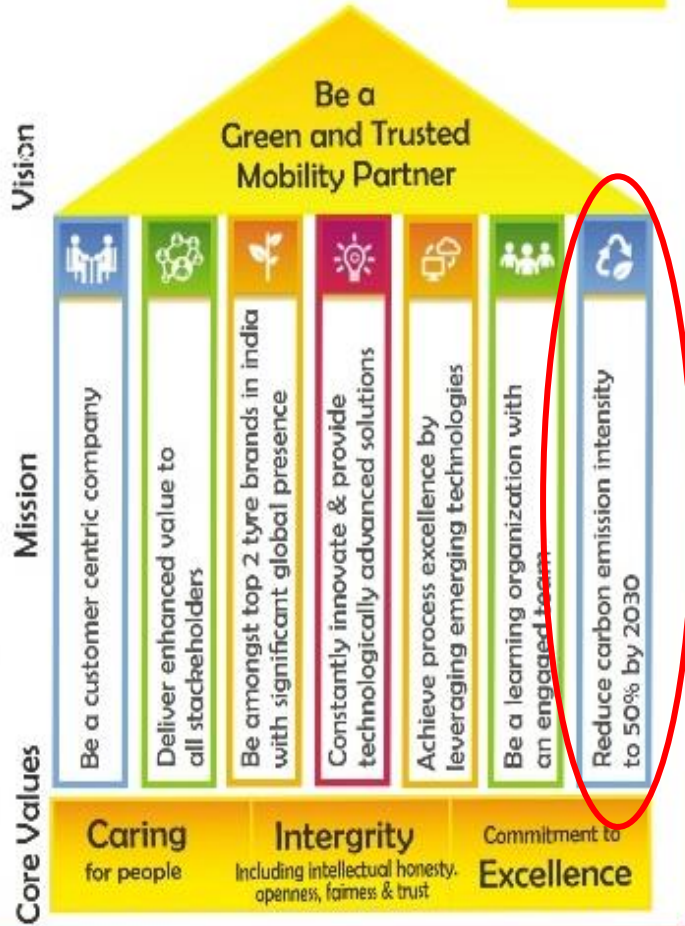 Vision
Be a
Green and Trusted
Mobility Partner
Mission
Be a customer centric company
Deliver enhanced value to
all stackeholders
Be amongst top 2 tyre brands in india
with significant global presence
Constantly innovate & provide
technologically advanced solutions
Achieve process excellence by
leveraging emerging technologies
Be a learning organization with
an engaged team
Reduce carbon emission intensity
to 50% by 2030
Core Values
Caring
for people
Intergrity
Including intellectual honesty.
openness, fairness & trust
Commitment to
Excellence